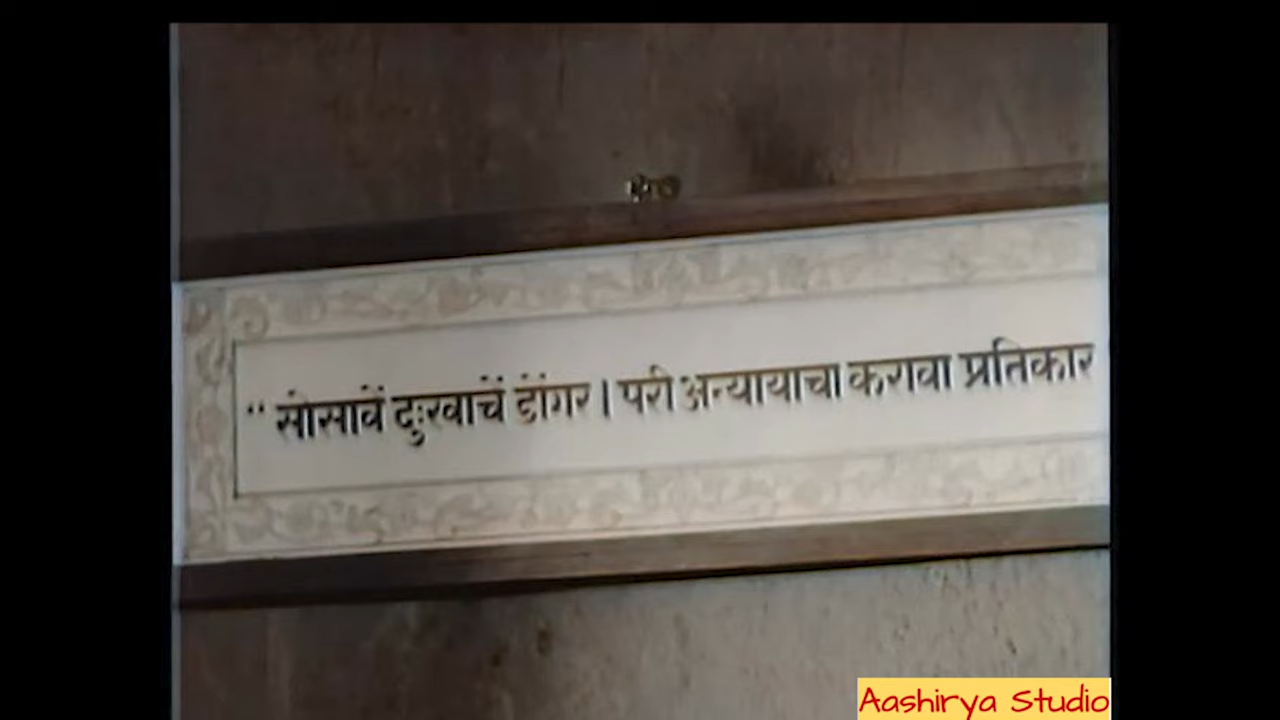 “ सोसावें दुःखाचें डोंगर । परी अन्यायाचा करावा प्रतिकार
Aashirya Studio